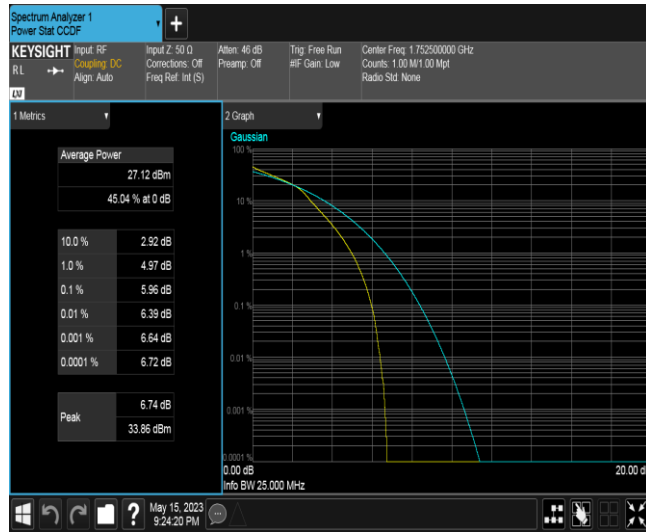 Spectrum Analyzer 1
Power Stat CCDF
+
KEYSIGHT
RL
LXI
Input: RF
Coupling: DC
Align: Auto
Input Z: 50 Ω
Corrections: Off
Freq Ref: Int (S)
Atten: 46 dB
Preamp: Off
Trig: Free Run
#IF Gain: Low
Center Freq: 1.752500000 GHz
Counts: 1.00 M/1.00 Mpt
Radio Std: None
1 Metrics
Average Power
27.12 dBm
45.04 % at 0 dB
10.0 % 2.92 dB
1.0 % 4.97 dB
0.1 % 5.96 dB
0.01 % 6.39 dB
0.001 % 6.64 dB
0.0001 % 6.72 dB
Peak
6.74 dB
33.86 dBm
2 Graph
Gaussian
100 %
10 %
1 %
0.1 %
0.01 %
0.001 %
0.0001 %
0.00 dB
20.00 d
Info BW 25.000 MHz
?
May 15, 2023
9:24:20 PM